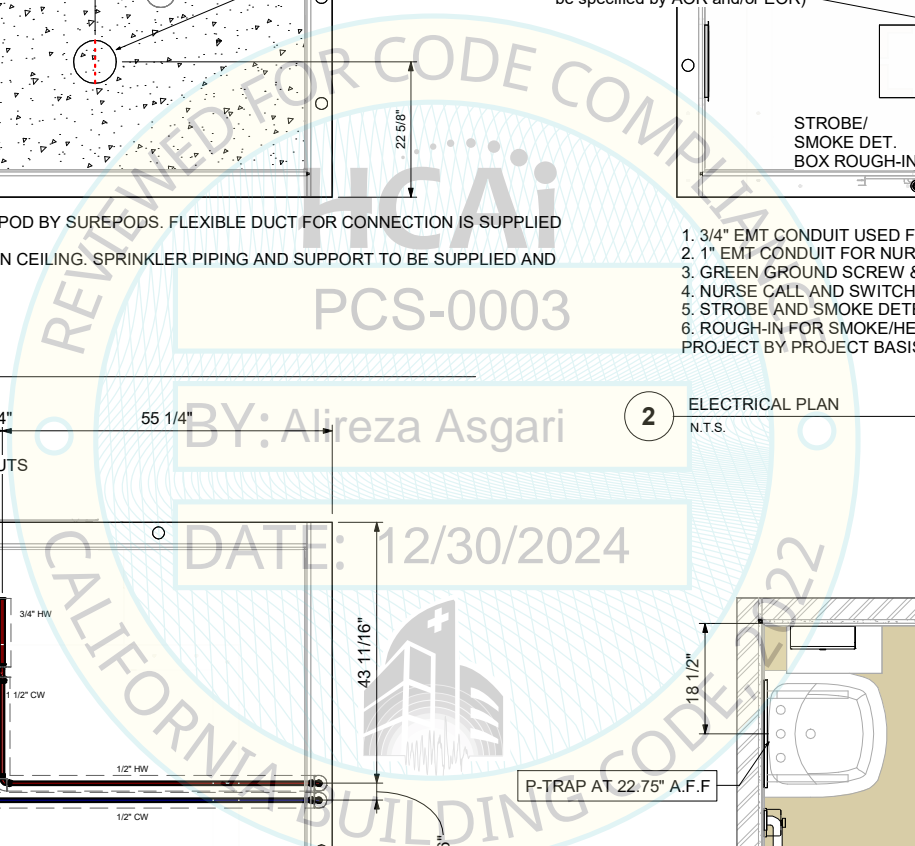 be specified by AOR and/or EOR)
22 5/8"
STROBE/
SMOKE DET.
BOX ROUGH-IN
POD BY SUREPODS. FLEXIBLE DUCT FOR CONNECTION IS SUPPLIED
N CEILING. SPRINKLER PIPING AND SUPPORT TO BE SUPPLIED AND
1. 3/4" EMT CONDUIT USED F
2. 1" EMT CONDUIT FOR NUR
3. GREEN GROUND SCREW &
4. NURSE CALL AND SWITCH
5. STROBE AND SMOKE DETE
6. ROUGH-IN FOR SMOKE/HE
PROJECT BY PROJECT BASIS
2
ELECTRICAL PLAN
N.T.S.
4"
55 1/4"
UTS
3/4" HW
1 1/2" CW
43 11/16"
1/2" HW
1/2" CW
18 1/2"
P-TRAP AT 22.75" A.F.F
REVIEWED FOR CODE COMPLIANCE
HCAi
PCS-0003
BY: Alireza Asgari
DATE: 12/30/2024
CALIFORNIA BUILDING CODE, 2022